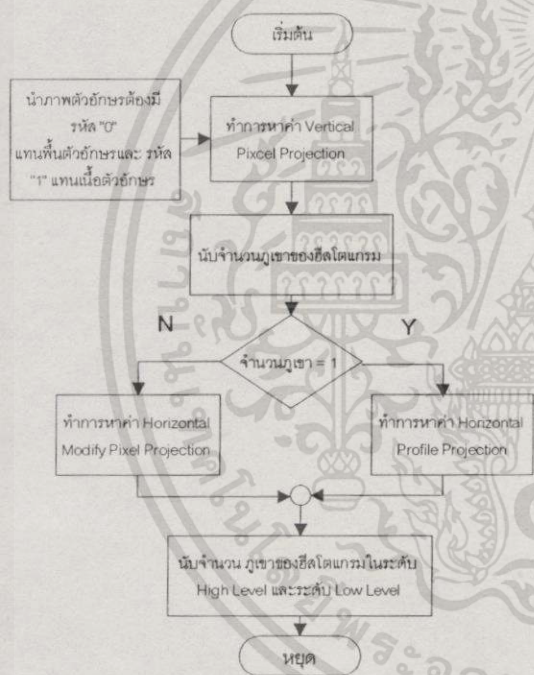 เริ่มต้น
นำภาพตัวอักษรต้องมี
รหัส "0"
แทนพื้นตัวอักษรและ รหัส
"1" แทนเนื้อตัวอักษร
ทำการหาค่า Vertical
Pixcel Projection
นับจำนวนภูเขาของฮีสโตแกรม
N
Y
จำนวนภูเขา = 1
ทำการหาค่า Horizontal
Modify Pixel Projection
ทำการหาค่า Horizontal
Profile Projection
นับจำนวน ภูเขาของฮีสโตแกรมในระดับ
High Level และระดับ Low Level
หยุด